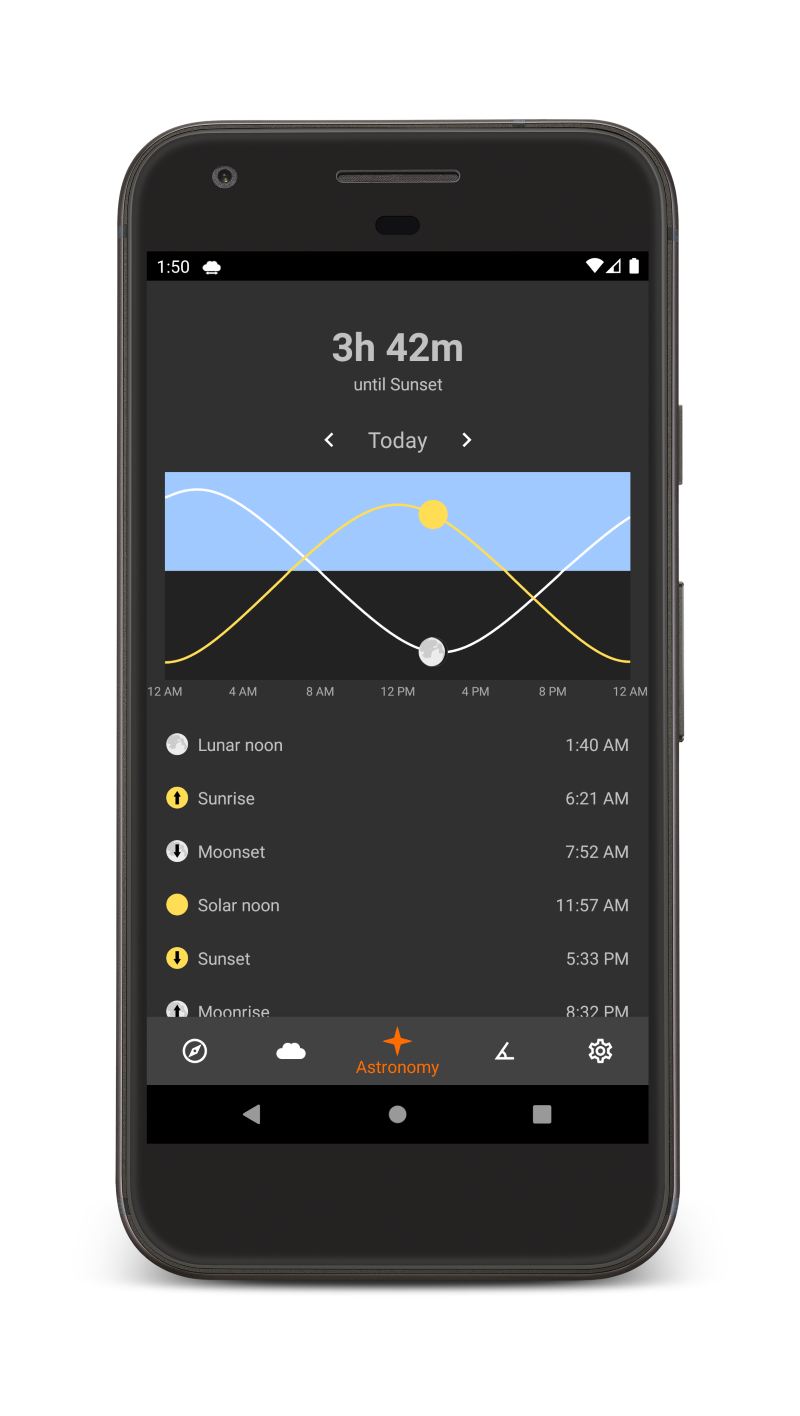 1:50
3h 42m
until Sunset
Today
12 AM 4 AM 8 AM 12 PM 4 PM 8 PM 12 AM
Lunar noon 1:40 AM
Sunrise 6:21 AM
Moonset 7:52 AM
Solar noon 11:57 AM
Sunset 5:33 PM
Moonrise 8:32 PM
Astronomy